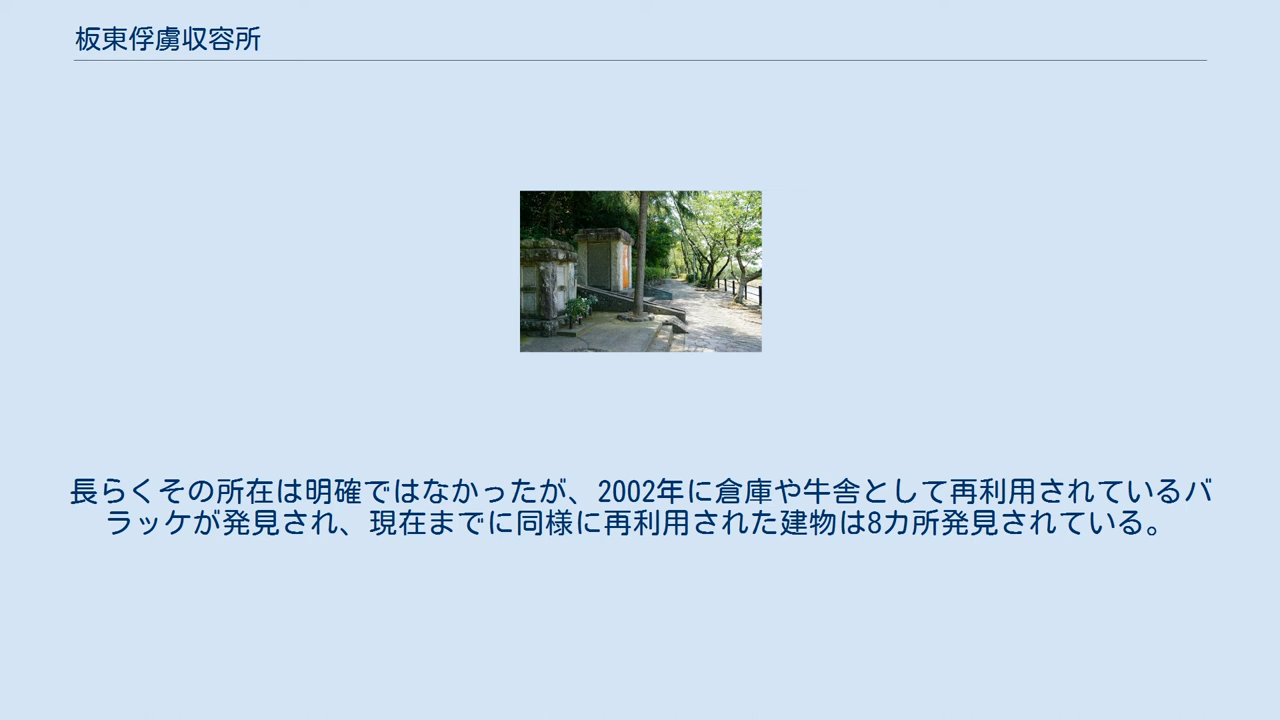 板東俘虜収容所
長らくその所在は明確ではなかったが、2002年に倉庫や牛舎として再利用されているバ
ラッケが発見され、現在までに同様に再利用された建物は8カ所発見されている。